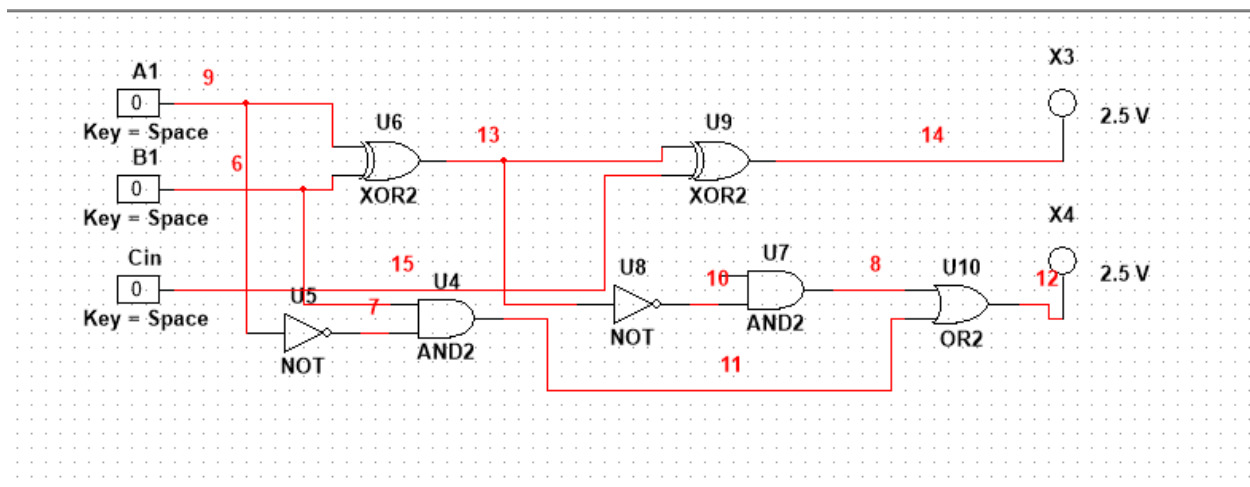 A1
9
0
Key = Space
B1
6
0
Key = Space
Cin
0
Key = Space
U6
XOR2
13
U9
XOR2
14
X3
2.5 V
15
U5
NOT
7
U4
AND2
U8
NOT
10
U7
AND2
8
U10
OR2
12
X4
2.5 V
11